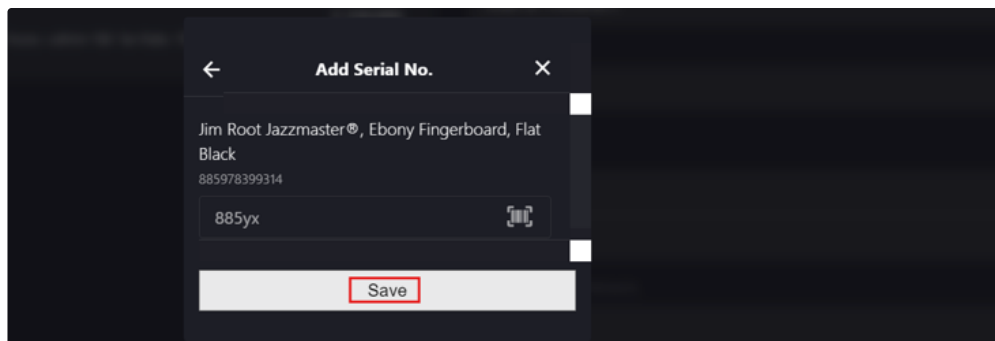 Add Serial No.
Jim Root Jazzmaster®, Ebony Fingerboard, Flat
Black
885978399314
885yx
Save